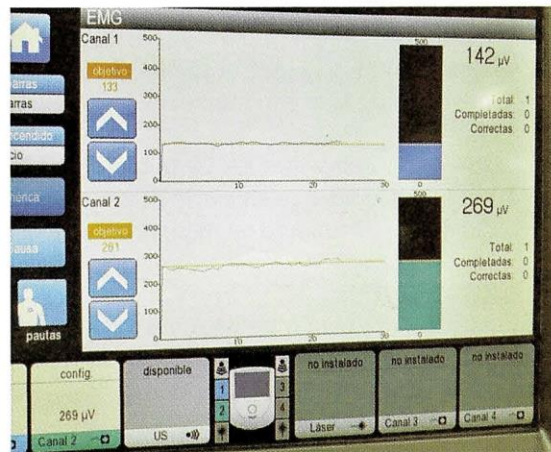 EMG
Canal 1
500
400
300
200
100
0
10
20
30
objetivo
133
500
0
142 µV
Total: 1
Completadas: 0
Correctas: 0
Canal 2
500
400
300
200
100
0
10
20
30
objetivo
500
0
269 µV
Total: 1
Completadas: 0
Correctas: 0
arras
arras
cendido
cio
nérica
ausa
pautas
config.
269 µV
Canal 2
disponible
US
1
2
3
4
no instalado
Láser
no instalado
Canal 3
no instalado
Canal 4